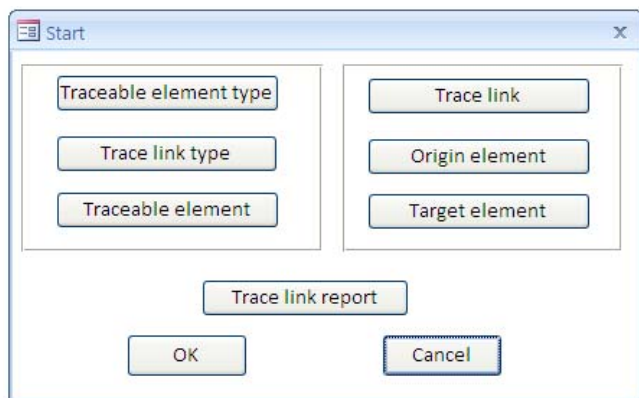 Start
Traceable element type
Trace link type
Traceable element
Trace link
Origin element
Target element
Trace link report
OK
Cancel